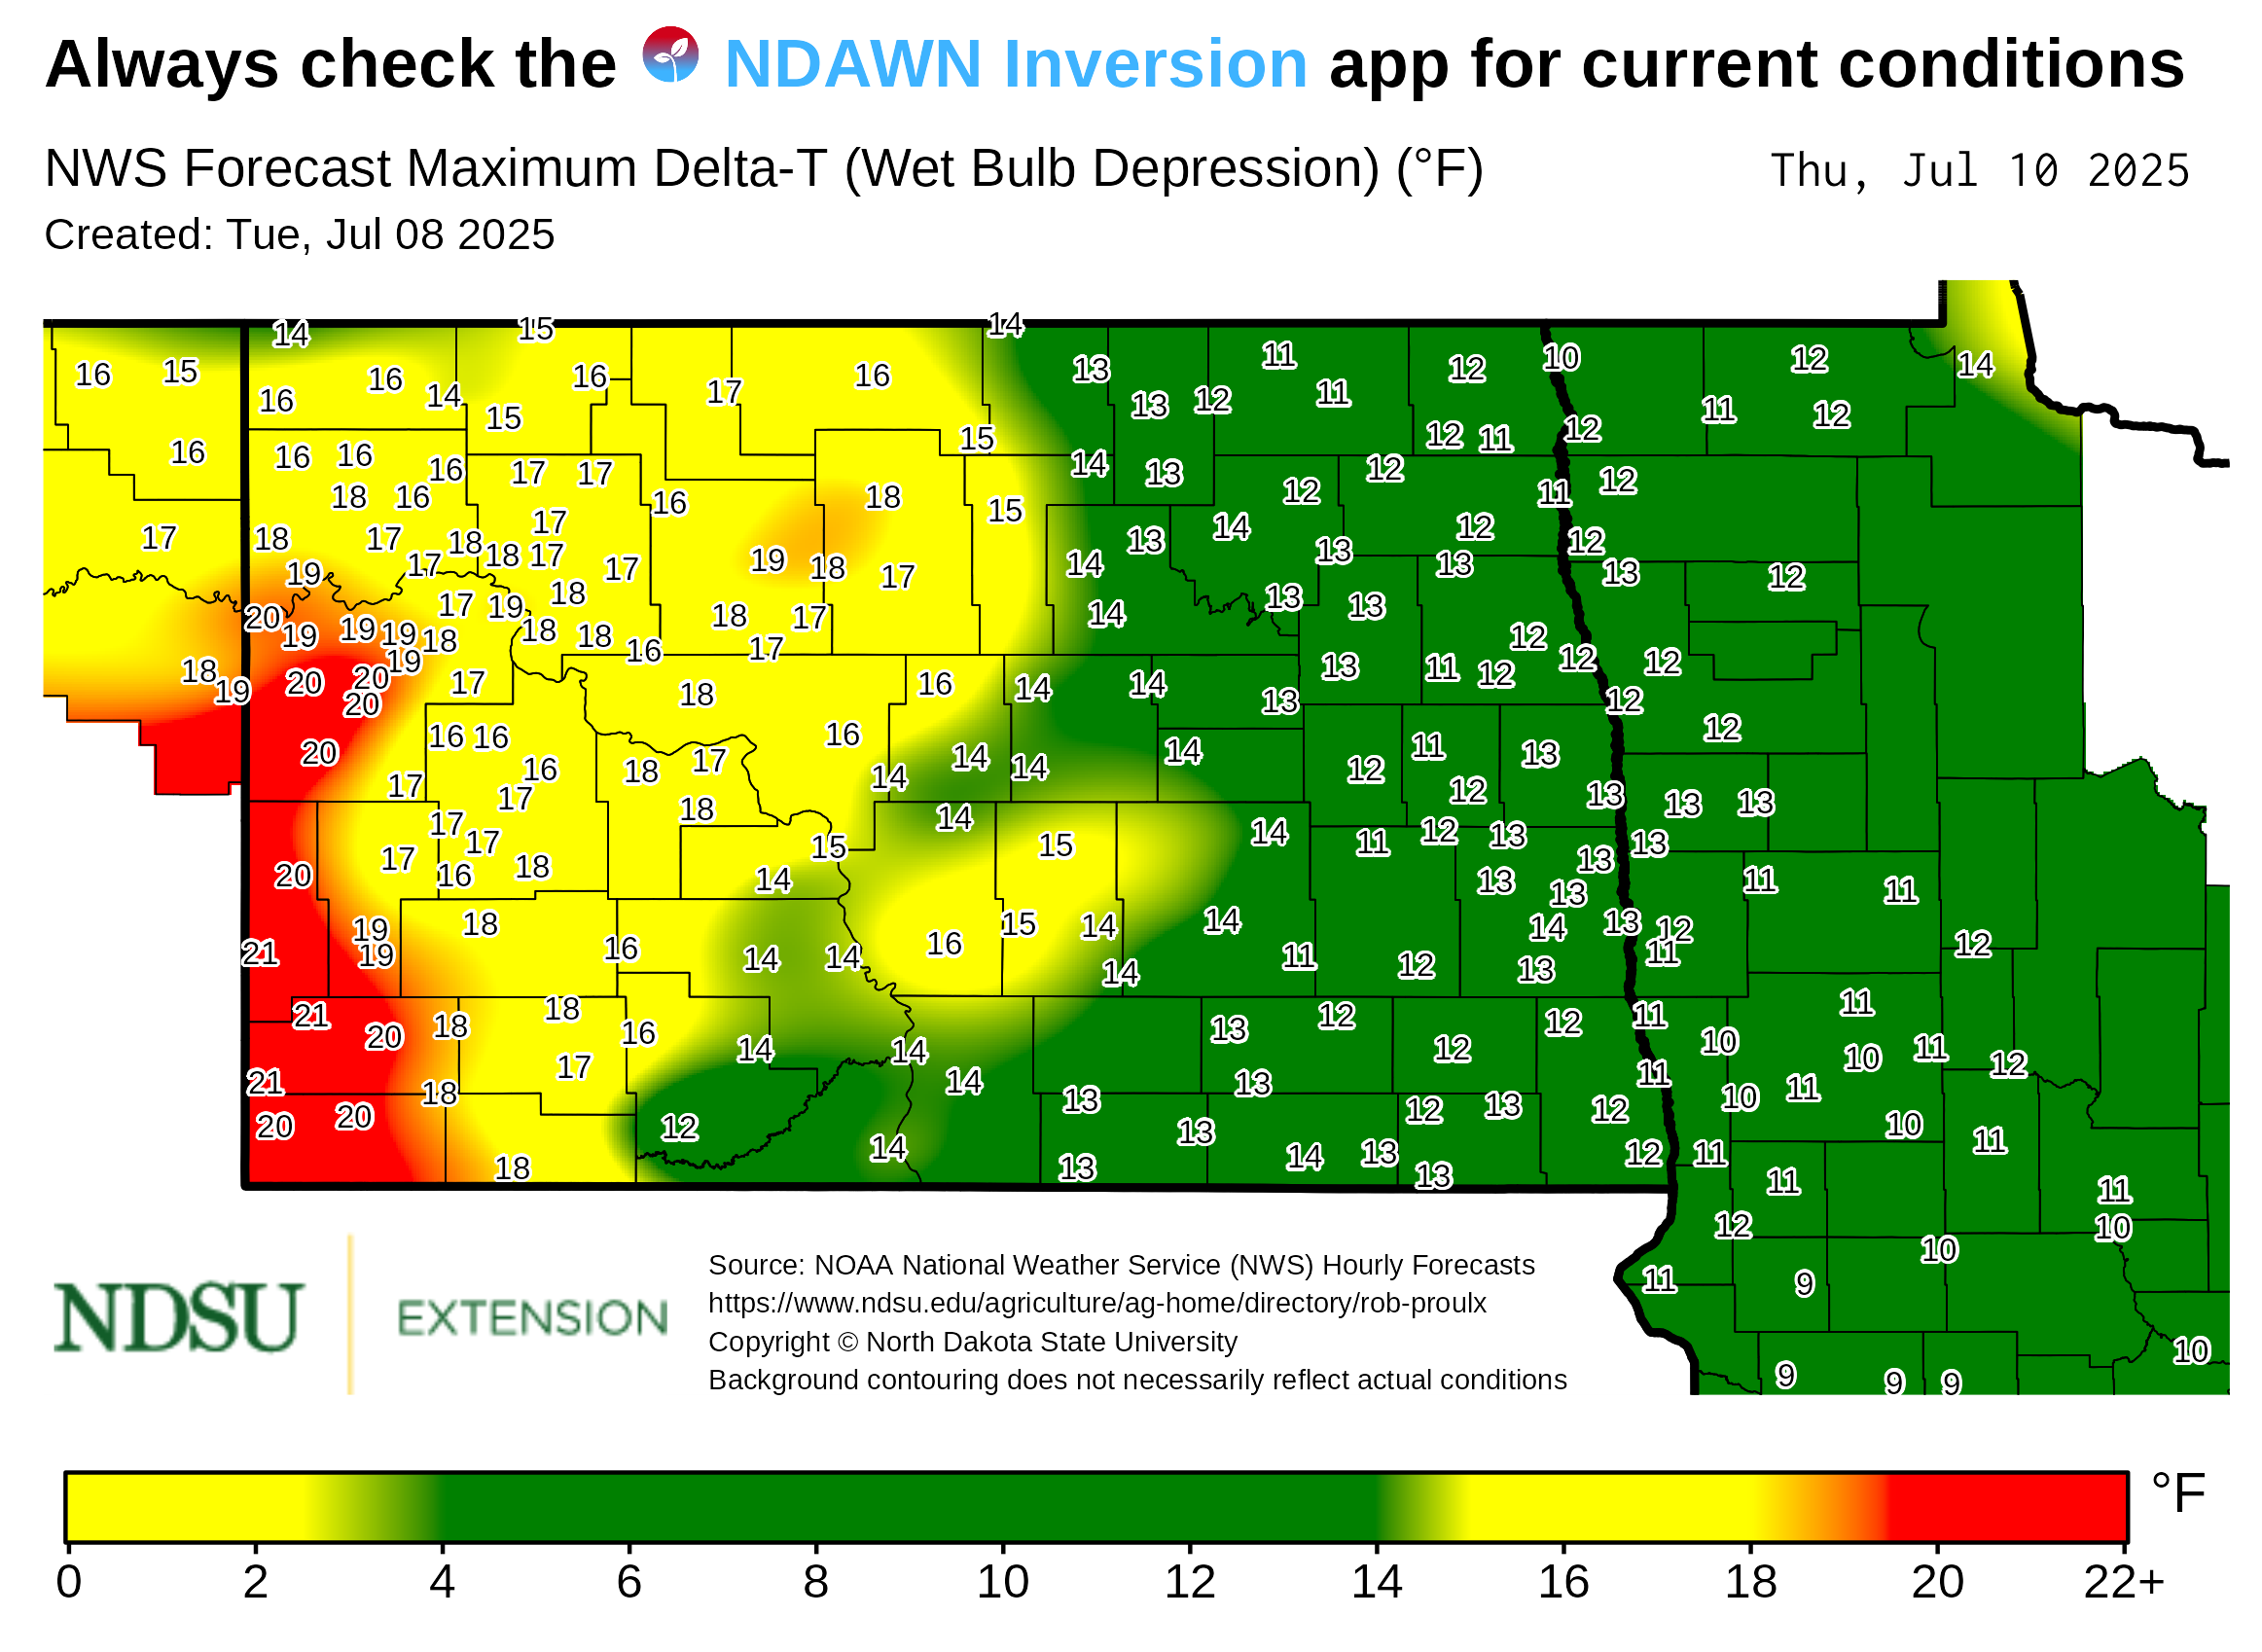 Always check the NDAWN Inversion app for current conditions
NWS Forecast Maximum Delta-T (Wet Bulb Depression) (°F) Thu, Jul 10 2025
Created: Tue, Jul 08 2025
14 15 14
16 15 16 16 14 16 17 16 13 11 12 10 12 14
16 15 13 12 11 11 12
16 16 16 16 17 17 15 14 13 12 12 11 12
18 16 16 18 15 12 11 12
17 18 17 18 17 18 17 17 19 18 17 13 14 12 12
19 17 17 19 18 14 13 13 13 12
20 19 19 19 18 18 18 16 18 17 17 14 13 13 12 12
18 19 20 20 19 20 17 18 16 14 14 13 13 11 12 12 12
20 16 16 16 18 17 16 14 14 14 14 12 11 13 12
17 17 17 17 18 15 14 15 14 11 12 12 13 13 13 13 13
20 17 16 18 14 13 13 13 11 11
21 19 19 18 16 14 14 16 15 14 14 14 11 12 14 13 13 12 11 12
21 20 18 18 16 17 14 14 13 12 12 12 11 10 11 10 11 12
21 18 14 13 13 12 13 12 11 10 11 10
20 20 12 14 13 13 14 13 13 12 11 11
18 11 11
12 10 10
11 9
10
9 9 9
NDSU EXTENSION
Source: NOAA National Weather Service (NWS) Hourly Forecasts
https://www.ndsu.edu/agriculture/ag-home/directory/rob-proulx
Copyright © North Dakota State University
Background contouring does not necessarily reflect actual conditions
°F
0 2 4 6 8 10 12 14 16 18 20 22+